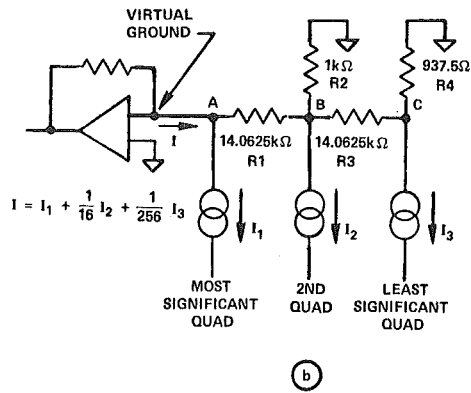 VIRTUAL
GROUND
1kΩ
R2
937.5Ω
R4
A
B
C
I
14.0625kΩ
R1
14.0625kΩ
R3
I = I₁ + 1/16 I₂ + 1/256 I₃
I₁
I₂
I₃
MOST
SIGNIFICANT
QUAD
2ND
QUAD
LEAST
SIGNIFICANT
QUAD
b